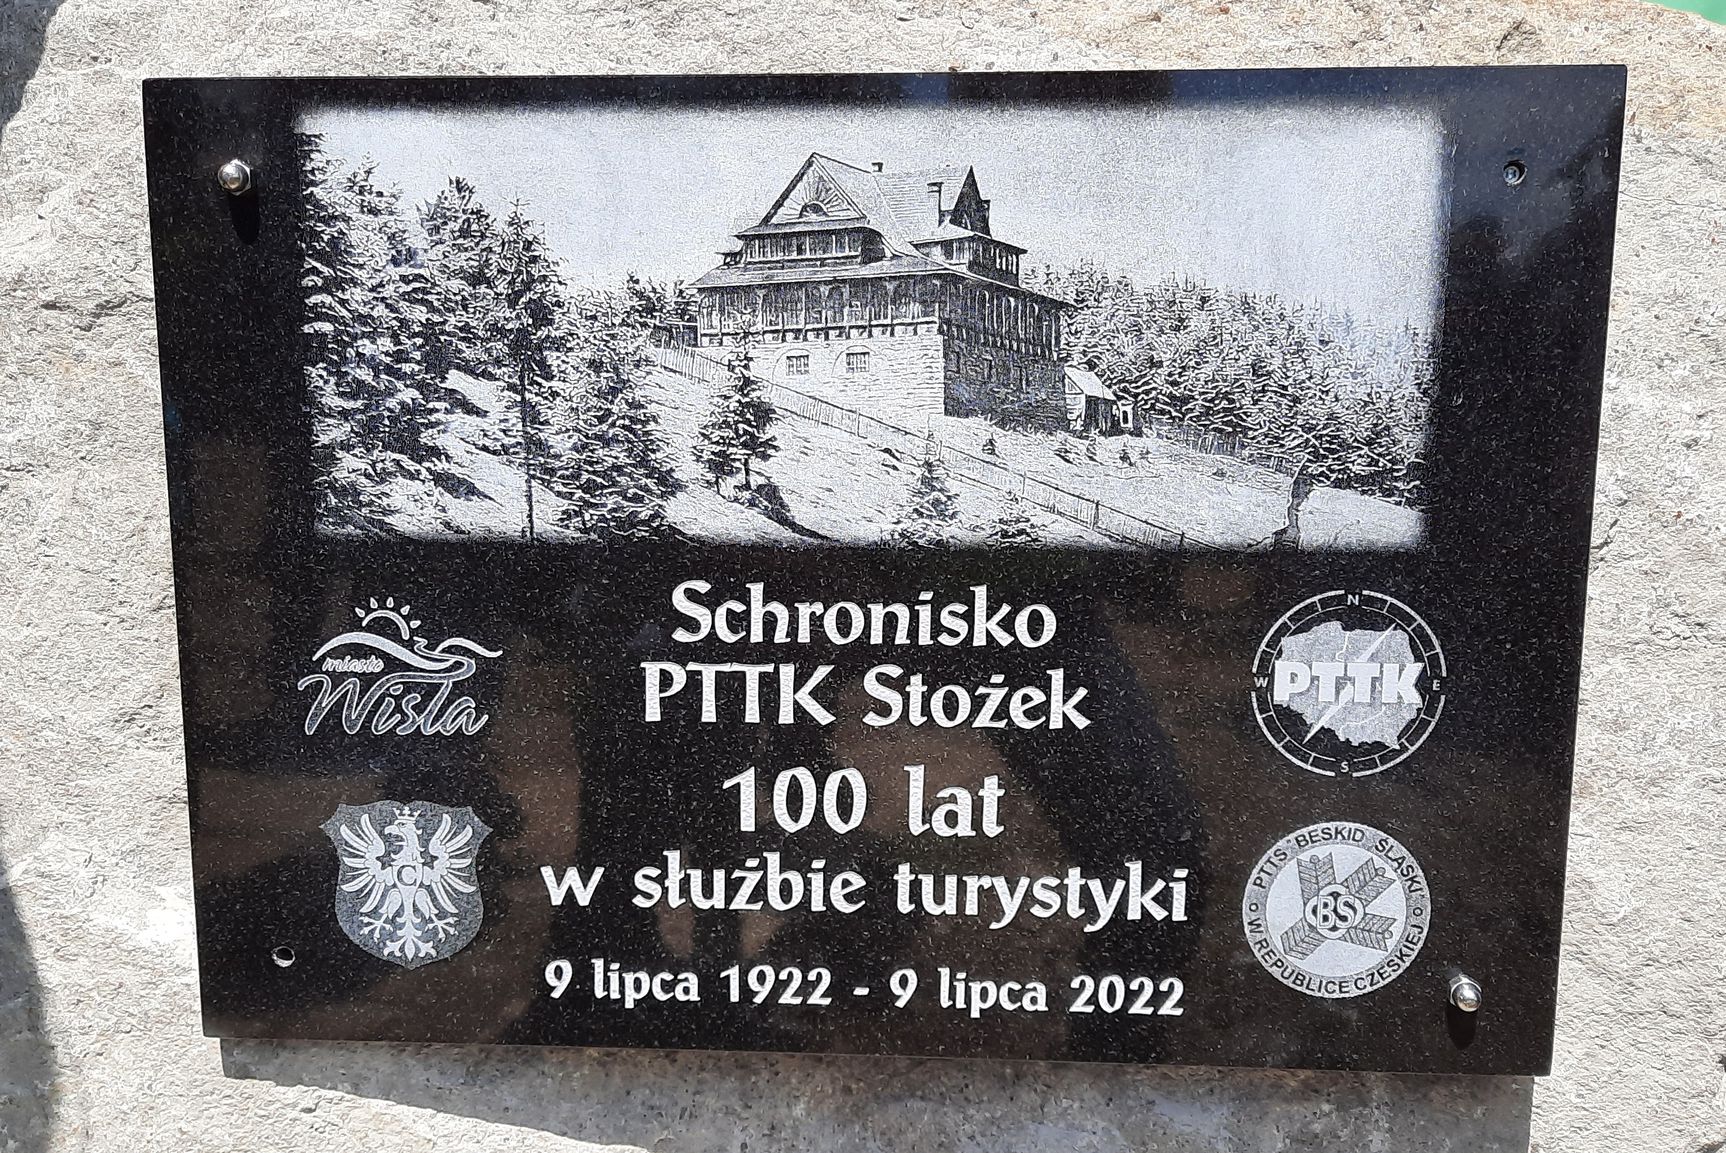 Schronisko
PTTK Stożek
100 lat
w służbie turystyki
9 lipca 1922 - 9 lipca 2022
miasto
Wisła
N
W PTTK E
S
C
PTTS "BESKID ŚLĄSKI"
BS
W REPUBLICE CZESKIEJ